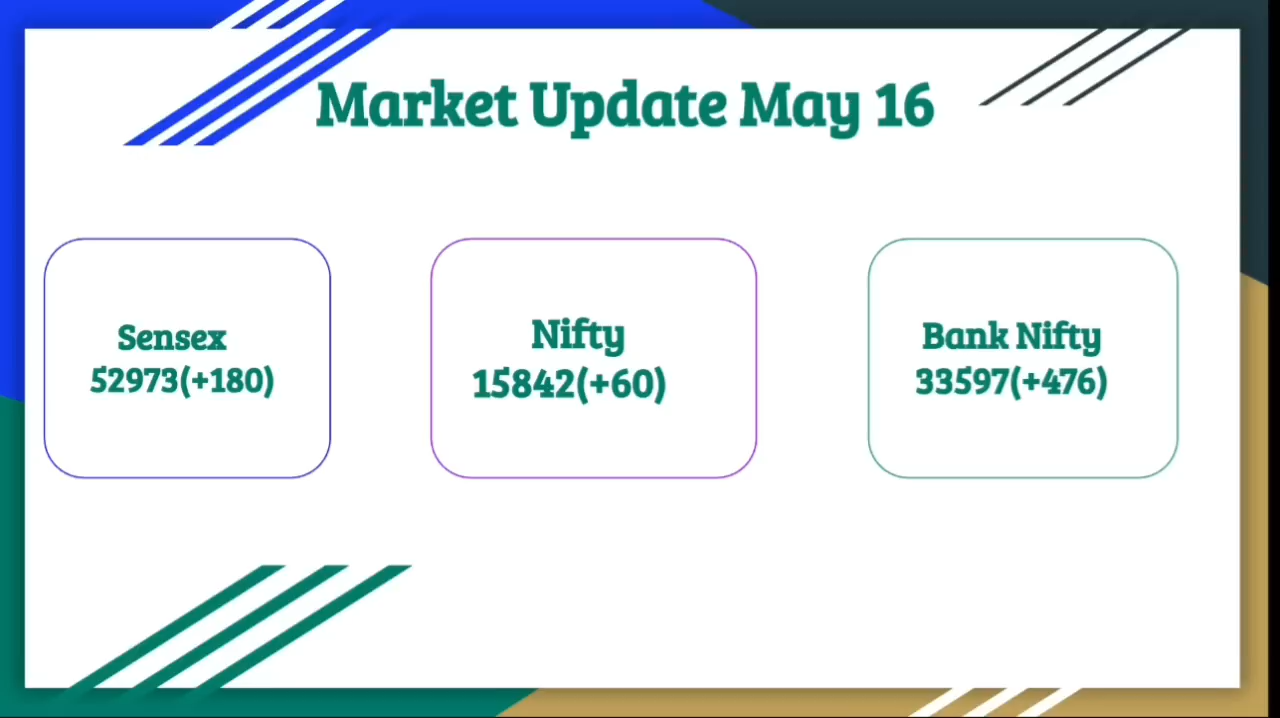 Market Update May 16
Sensex
52973(+180)
Nifty
15842(+60)
Bank Nifty
33597(+476)